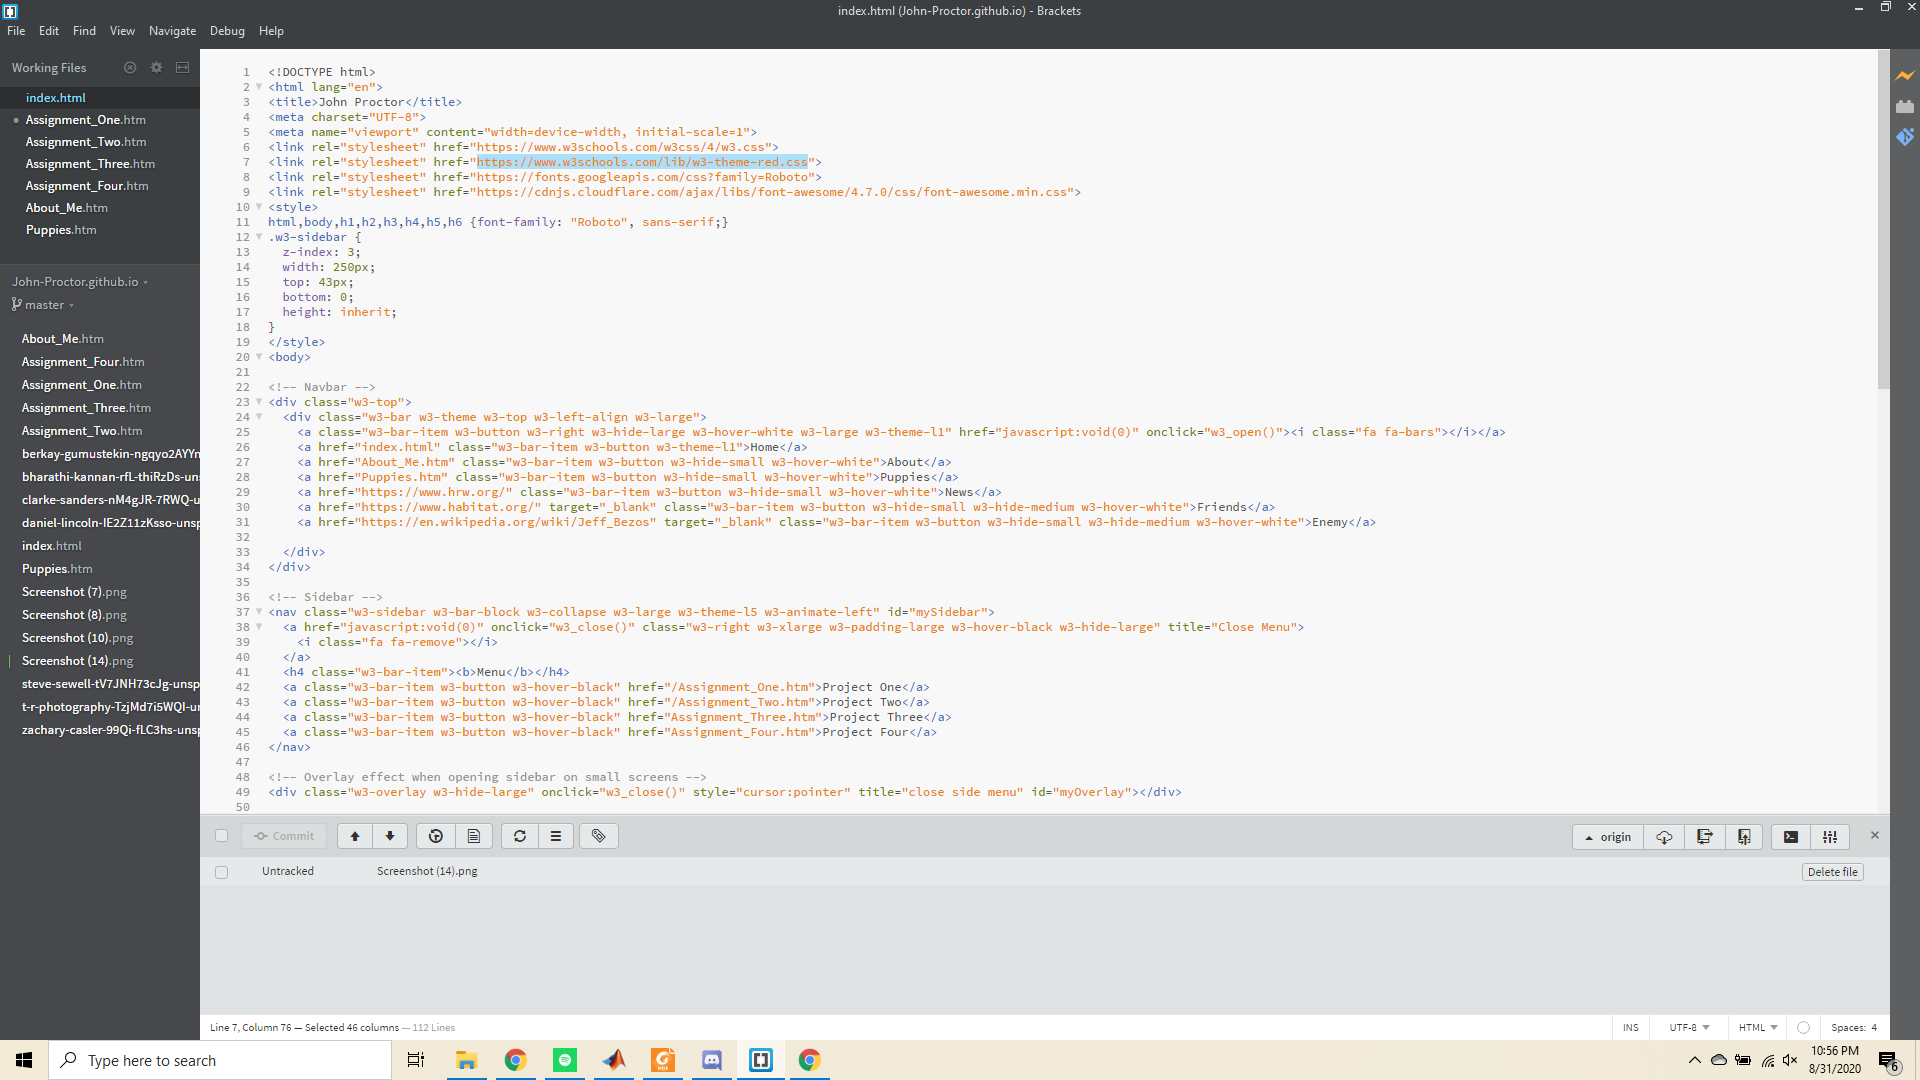 index.html (John-Proctor.github.io) - Brackets
File Edit Find View Navigate Debug Help
Working Files
index.html
Assignment_One.htm
Assignment_Two.htm
Assignment_Three.htm
Assignment_Four.htm
About_Me.htm
Puppies.htm
John-Proctor.github.io
master
About_Me.htm
Assignment_Four.htm
Assignment_One.htm
Assignment_Three.htm
Assignment_Two.htm
berkay-gumustekin-ngqyo2AYYn
bharathi-kannan-rfL-thiRzDs-uns
clarke-sanders-nM4gJR-7RWQ-u
daniel-lincoln-IE2Z11zKsso-unsp
index.html
Puppies.htm
Screenshot (7).png
Screenshot (8).png
Screenshot (10).png
Screenshot (14).png
steve-sewell-tV7JNH73cJg-unsp
t-r-photography-TzjMd7i5WQI-u
zachary-casler-99Qi-fLC3hs-unsp
1 <!DOCTYPE html>
2 <html lang="en">
3 <title>John Proctor</title>
4 <meta charset="UTF-8">
5 <meta name="viewport" content="width=device-width, initial-scale=1">
6 <link rel="stylesheet" href="https://www.w3schools.com/w3css/4/w3.css">
7 <link rel="stylesheet" href="https://www.w3schools.com/lib/w3-theme-red.css">
8 <link rel="stylesheet" href="https://fonts.googleapis.com/css?family=Roboto">
9 <link rel="stylesheet" href="https://cdnjs.cloudflare.com/ajax/libs/font-awesome/4.7.0/css/font-awesome.min.css">
10 <style>
11 html,body,h1,h2,h3,h4,h5,h6 {font-family: "Roboto", sans-serif;}
12 .w3-sidebar {
13 z-index: 3;
14 width: 250px;
15 top: 43px;
16 bottom: 0;
17 height: inherit;
18 }
19 </style>
20 <body>
21
22 <!-- Navbar -->
23 <div class="w3-top">
24 <div class="w3-bar w3-theme w3-top w3-left-align w3-large">
25 <a class="w3-bar-item w3-button w3-right w3-hide-large w3-hover-white w3-large w3-theme-l1" href="javascript:void(0)" onclick="w3_open()"><i class="fa fa-bars"></i></a>
26 <a href="index.html" class="w3-bar-item w3-button w3-theme-l1">Home</a>
27 <a href="About_Me.htm" class="w3-bar-item w3-button w3-hide-small w3-hover-white">About</a>
28 <a href="Puppies.htm" class="w3-bar-item w3-button w3-hide-small w3-hover-white">Puppies</a>
29 <a href="https://www.hrw.org/" class="w3-bar-item w3-button w3-hide-small w3-hover-white">News</a>
30 <a href="https://www.habitat.org/" target="_blank" class="w3-bar-item w3-button w3-hide-small w3-hide-medium w3-hover-white">Friends</a>
31 <a href="https://en.wikipedia.org/wiki/Jeff_Bezos" target="_blank" class="w3-bar-item w3-button w3-hide-small w3-hide-medium w3-hover-white">Enemy</a>
32
33 </div>
34 </div>
35
36 <!-- Sidebar -->
37 <nav class="w3-sidebar w3-bar-block w3-collapse w3-large w3-theme-l5 w3-animate-left" id="mySidebar">
38 <a href="javascript:void(0)" onclick="w3_close()" class="w3-right w3-xlarge w3-padding-large w3-hover-black w3-hide-large" title="Close Menu">
39 <i class="fa fa-remove"></i>
40 </a>
41 <h4 class="w3-bar-item"><b>Menu</b></h4>
42 <a class="w3-bar-item w3-button w3-hover-black" href="/Assignment_One.htm">Project One</a>
43 <a class="w3-bar-item w3-button w3-hover-black" href="/Assignment_Two.htm">Project Two</a>
44 <a class="w3-bar-item w3-button w3-hover-black" href="Assignment_Three.htm">Project Three</a>
45 <a class="w3-bar-item w3-button w3-hover-black" href="Assignment_Four.htm">Project Four</a>
46 </nav>
47
48 <!-- Overlay effect when opening sidebar on small screens -->
49 <div class="w3-overlay w3-hide-large" onclick="w3_close()" style="cursor:pointer" title="close side menu" id="myOverlay"></div>
50
Commit origin
Untracked Screenshot (14).png Delete file
Line 7, Column 76 — Selected 46 columns — 112 Lines INS UTF-8 HTML Spaces: 4
Type here to search
10:56 PM
8/31/2020
6